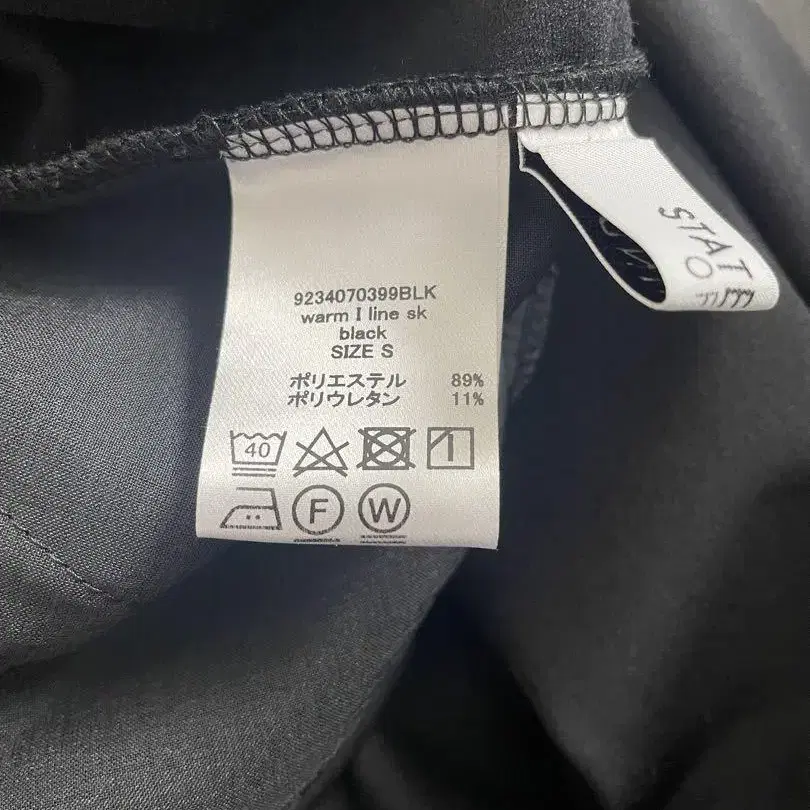 9234070399BLK
warm I line sk
black
SIZE S
ポリエステル 89%
ポリウレタン 11%
40
F
W
STAT
O